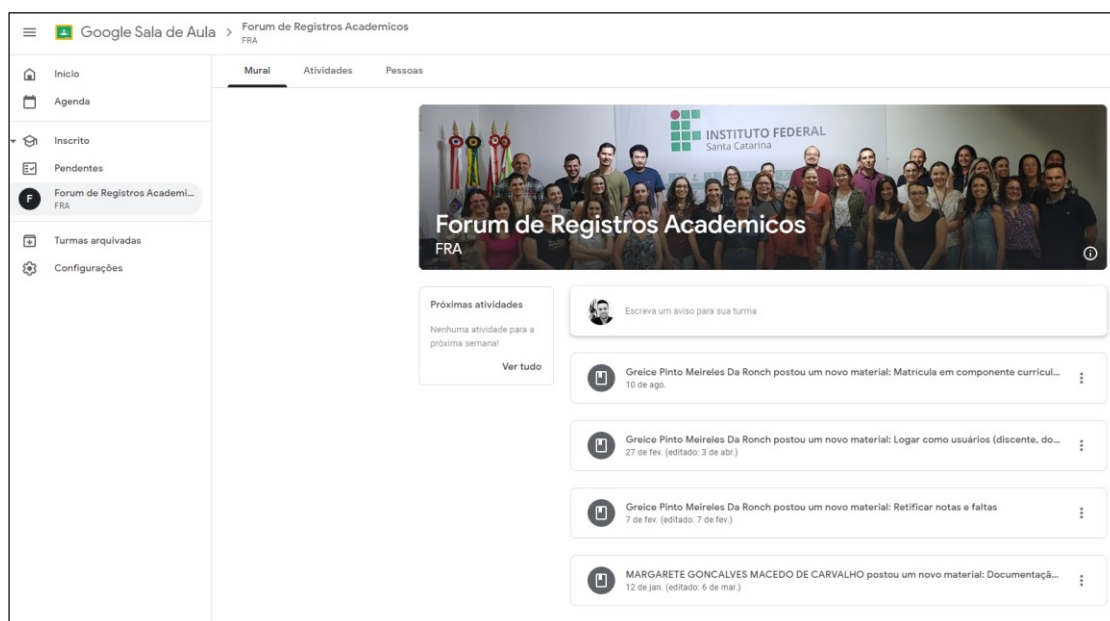 Google Sala de Aula
Forum de Registros Academicos
FRA
Início
Agenda
Inscrito
Pendentes
F
Forum de Registros Academi...
FRA
Turmas arquivadas
Configurações
Mural
Atividades
Pessoas
INSTITUTO FEDERAL
Santa Catarina
Forum de Registros Academicos
FRA
Próximas atividades
Nenhuma atividade para a
próxima semana!
Ver tudo
Escreva um aviso para sua turma
Greice Pinto Meireles Da Ronch postou um novo material: Matrícula em componente curricul...
10 de ago.
Greice Pinto Meireles Da Ronch postou um novo material: Logar como usuários (discente, do...
27 de fev. (editado: 3 de abr.)
Greice Pinto Meireles Da Ronch postou um novo material: Retificar notas e faltas
7 de fev. (editado: 7 de fev.)
MARGARETE GONCALVES MACEDO DE CARVALHO postou um novo material: Documentaçã...
12 de jan. (editado: 6 de mar.)